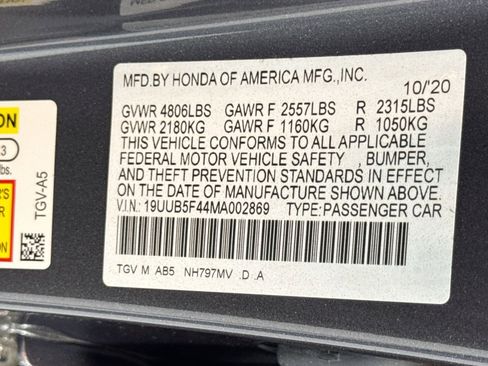 MFD.BY HONDA OF AMERICA MFG.,INC.
10/'20
GVWR 4806LBS GAWR F 2557LBS R 2315LBS
GVWR 2180KG GAWR F 1160KG R 1050KG
THIS VEHICLE CONFORMS TO ALL APPLICABLE
FEDERAL MOTOR VEHICLE SAFETY , BUMPER,
AND THEFT PREVENTION STANDARDS IN EFFECT
ON THE DATE OF MANUFACTURE SHOWN ABOVE.
V.I.N.: 19UUB5F44MA002869 TYPE:PASSENGER CAR
TGV M AB5 NH797MV .D .A
3
TGV-A5